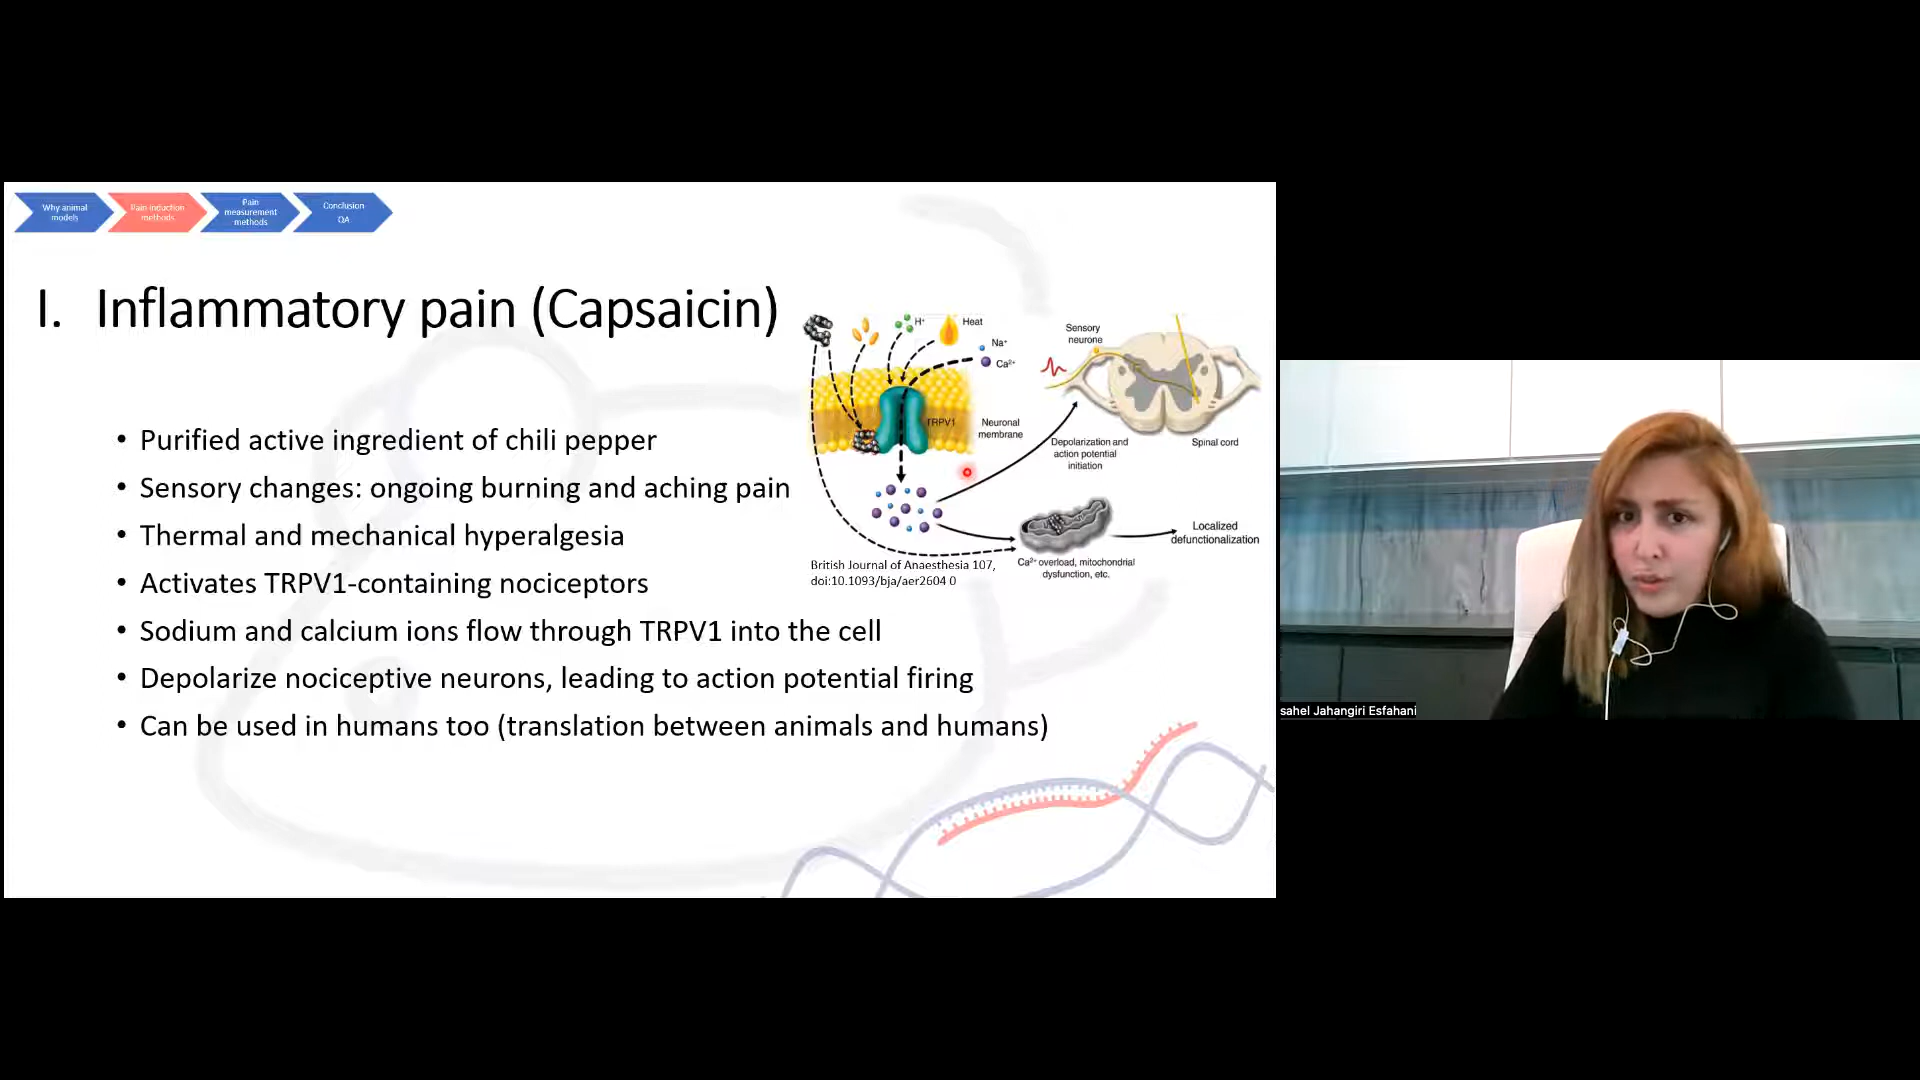 Why animal
models
Pain induction
methods
Pain
measurement
methods
Conclusion
QA
I. Inflammatory pain (Capsaicin)
• Purified active ingredient of chili pepper
• Sensory changes: ongoing burning and aching pain
• Thermal and mechanical hyperalgesia
• Activates TRPV1-containing nociceptors
• Sodium and calcium ions flow through TRPV1 into the cell
• Depolarize nociceptive neurons, leading to action potential firing
• Can be used in humans too (translation between animals and humans)
H⁺
Heat
Na⁺
Ca²⁺
TRPV1
Neuronal
membrane
Sensory
neurone
Spinal cord
Depolarization and
action potential
initiation
Localized
defunctionalization
Ca²⁺ overload, mitochondrial
dysfunction, etc.
British Journal of Anaesthesia 107,
doi:10.1093/bja/aer2604 0
sahel Jahangiri Esfahani